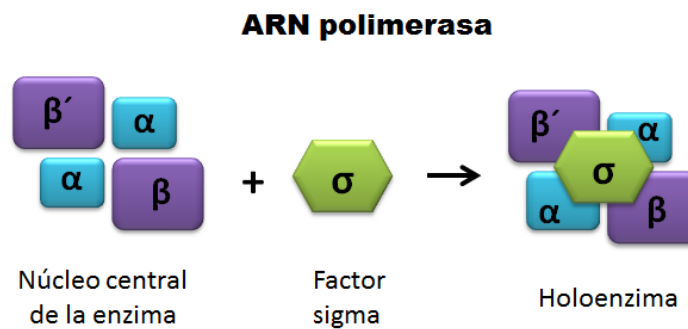 ARN polimerasa
β´
α
α
β
+
σ
β´
α
σ
α
β
Núcleo central
de la enzima
Factor
sigma
Holoenzima